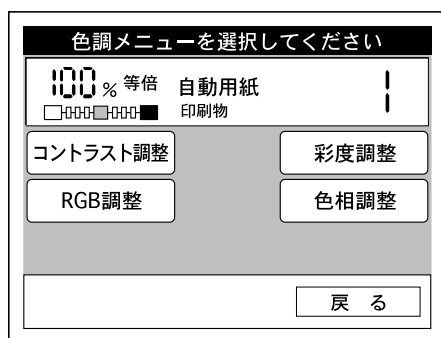 色調メニューを選択してください
100% 等倍 自動用紙 1
印刷物
コントラスト調整 彩度調整
RGB調整 色相調整
戻る